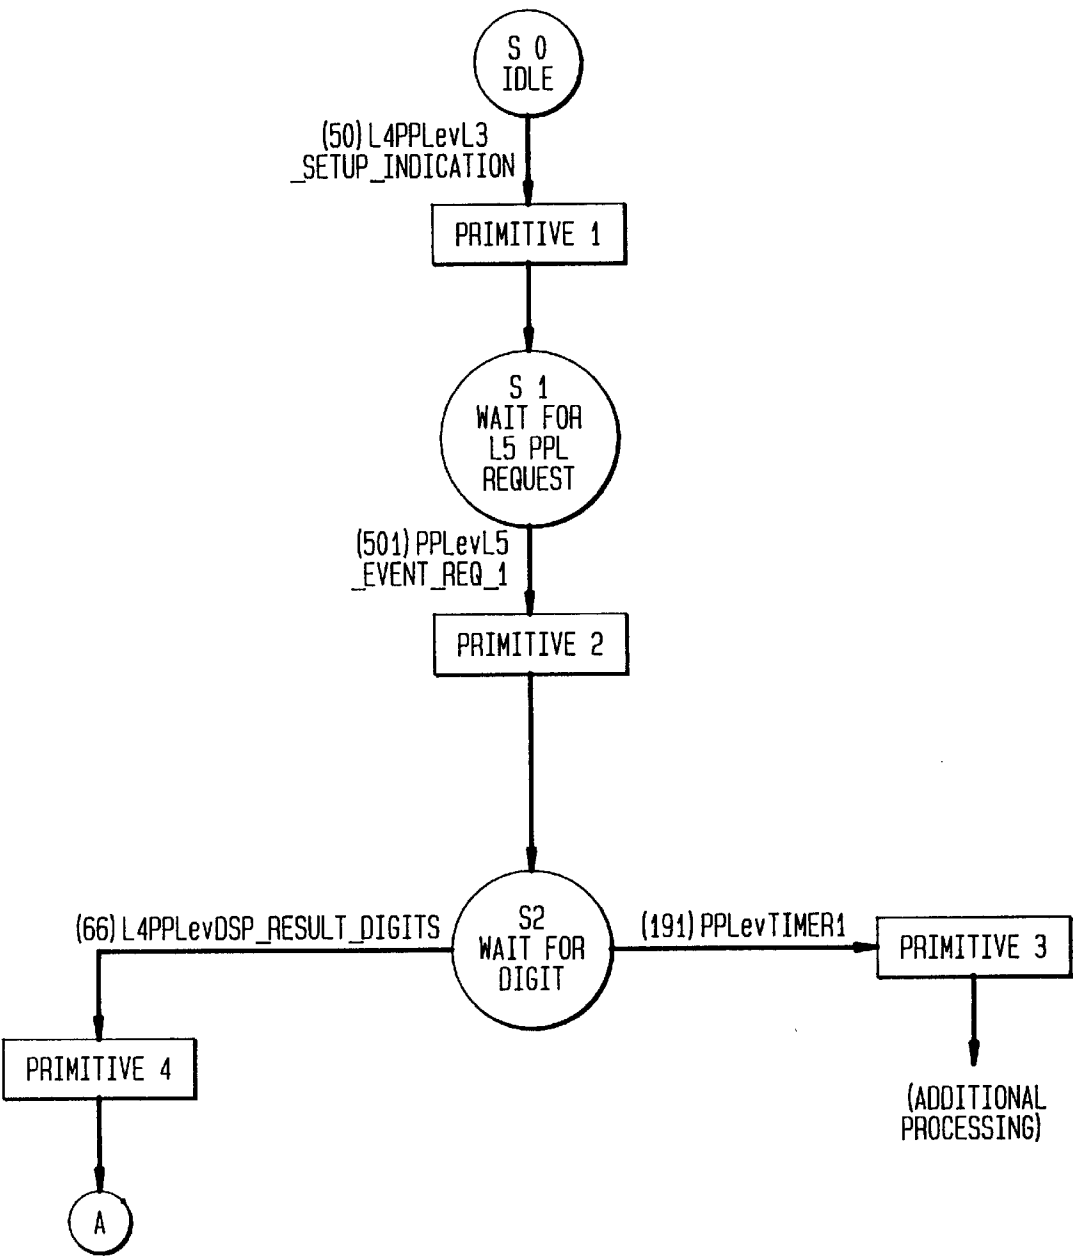 S 0
IDLE
(50) L4PPLevL3
_SETUP_INDICATION
PRIMITIVE 1
S 1
WAIT FOR
L5 PPL
REQUEST
(501) PPLevL5
_EVENT_REQ_1
PRIMITIVE 2
(66) L4PPLevDSP_RESULT_DIGITS
S2
WAIT FOR
DIGIT
(191) PPLevTIMER1
PRIMITIVE 3
PRIMITIVE 4
(ADDITIONAL
PROCESSING)
A